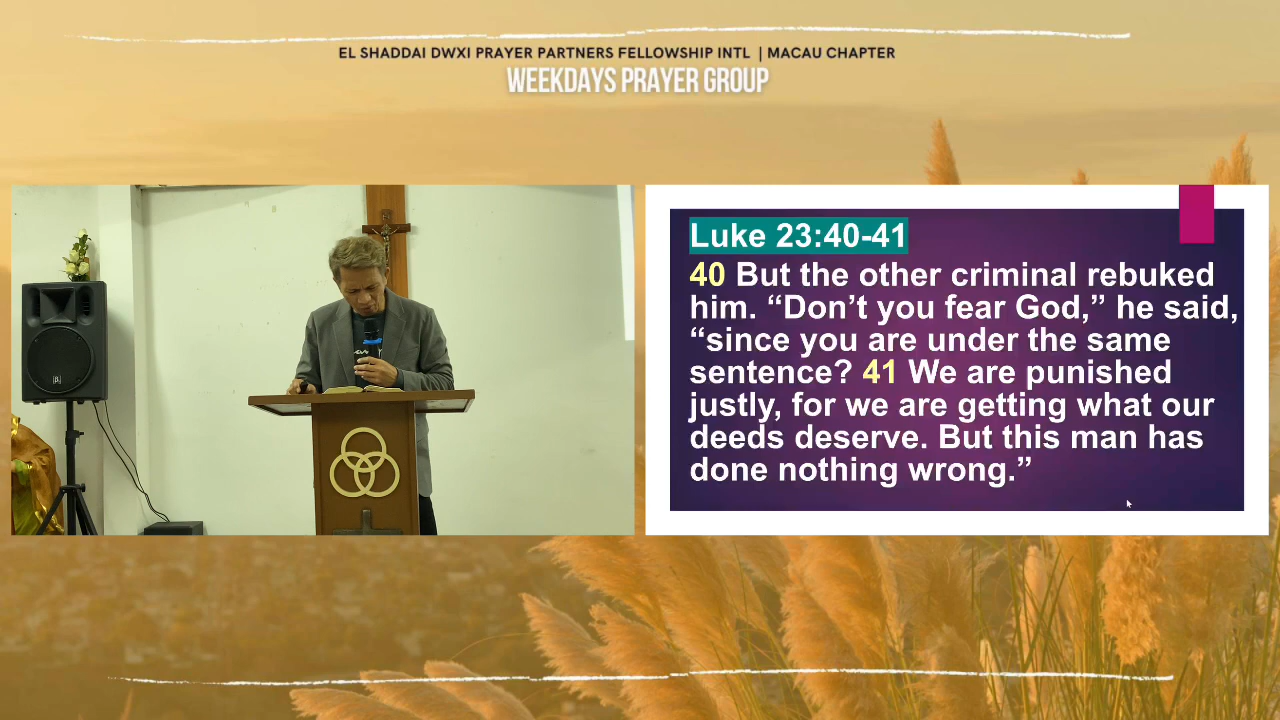 EL SHADDAI DWXI PRAYER PARTNERS FELLOWSHIP INTL | MACAU CHAPTER
WEEKDAYS PRAYER GROUP
Luke 23:40-41
40 But the other criminal rebuked
him. “Don’t you fear God,” he said,
“since you are under the same
sentence? 41 We are punished
justly, for we are getting what our
deeds deserve. But this man has
done nothing wrong.”